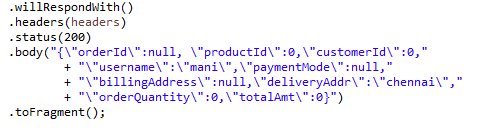 .willRespondWith()
.headers(headers)
.status(200)
.body("{\"orderId\":null, \"productId\":0,\"customerId\":0,"
+ "\"username\":\"mani\",\"paymentMode\":null,"
+ "\"billingAddress\":null,\"deliveryAddr\":\"chennai\","
+ "\"orderQuantity\":0,\"totalAmt\":0}")
.toFragment();